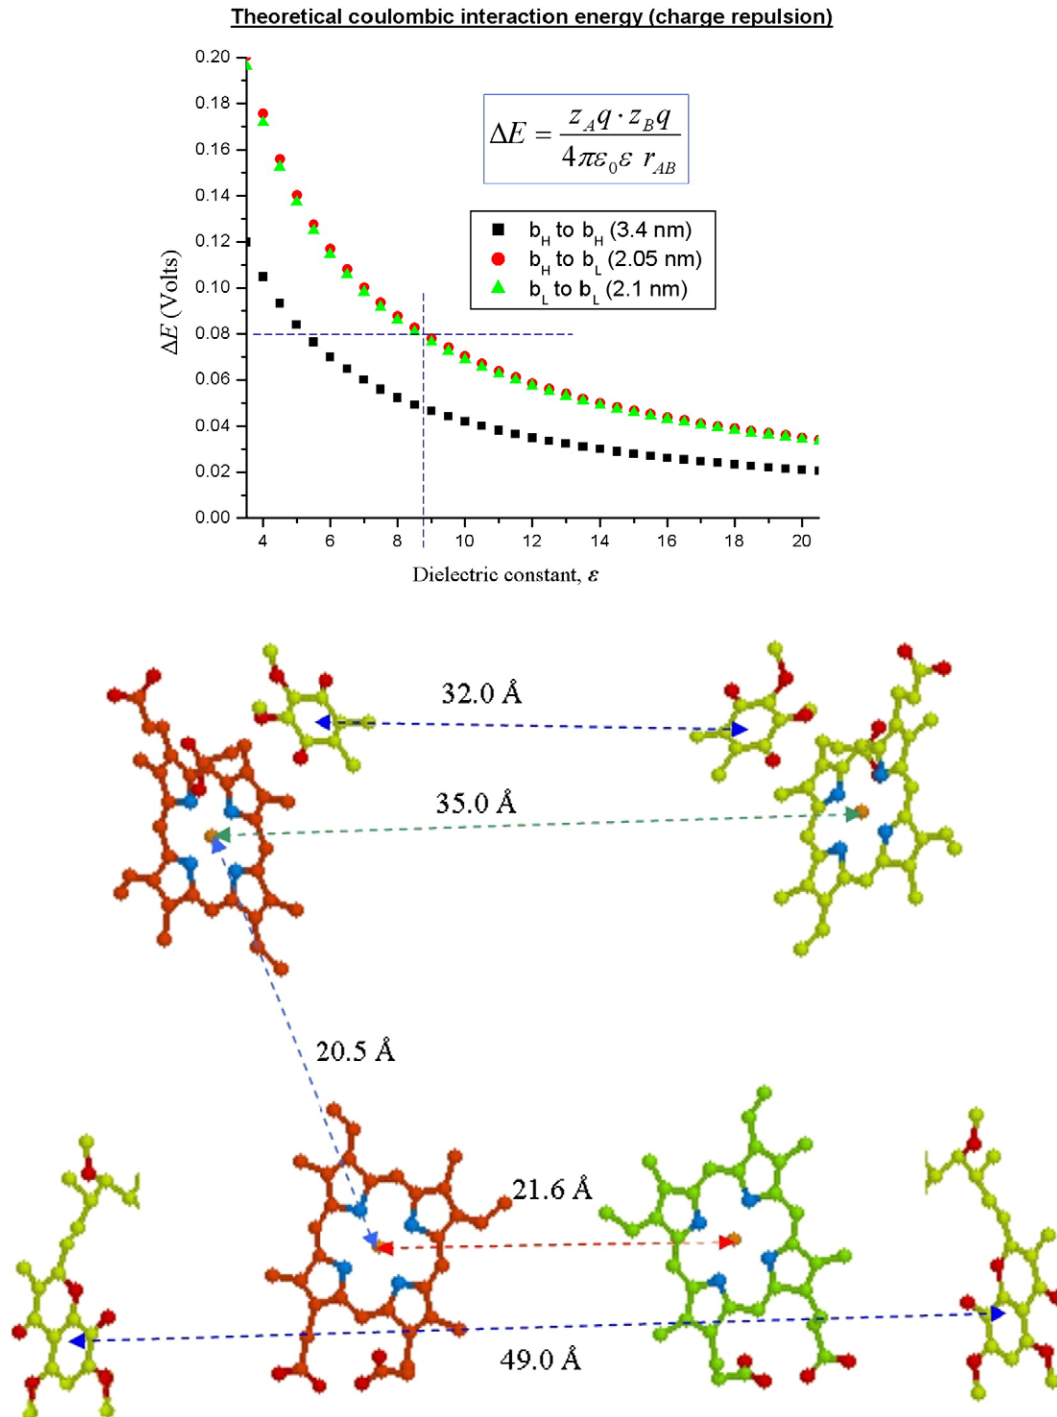 Theoretical coulombic interaction energy (charge repulsion)
0.20
0.18
0.16
0.14
0.12
0.10
0.08
0.06
0.04
0.02
0.00
ΔE (Volts)
ΔE = z_A q · z_B q / 4πε₀ε r_AB
b_H to b_H (3.4 nm)
b_H to b_L (2.05 nm)
b_L to b_L (2.1 nm)
4 6 8 10 12 14 16 18 20
Dielectric constant, ε
32.0 Å
35.0 Å
20.5 Å
21.6 Å
49.0 Å